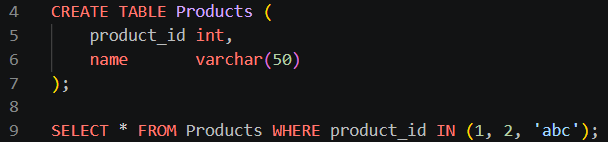 4 CREATE TABLE Products (
5     product_id int,
6     name       varchar(50)
7 );
8
9 SELECT * FROM Products WHERE product_id IN (1, 2, 'abc');